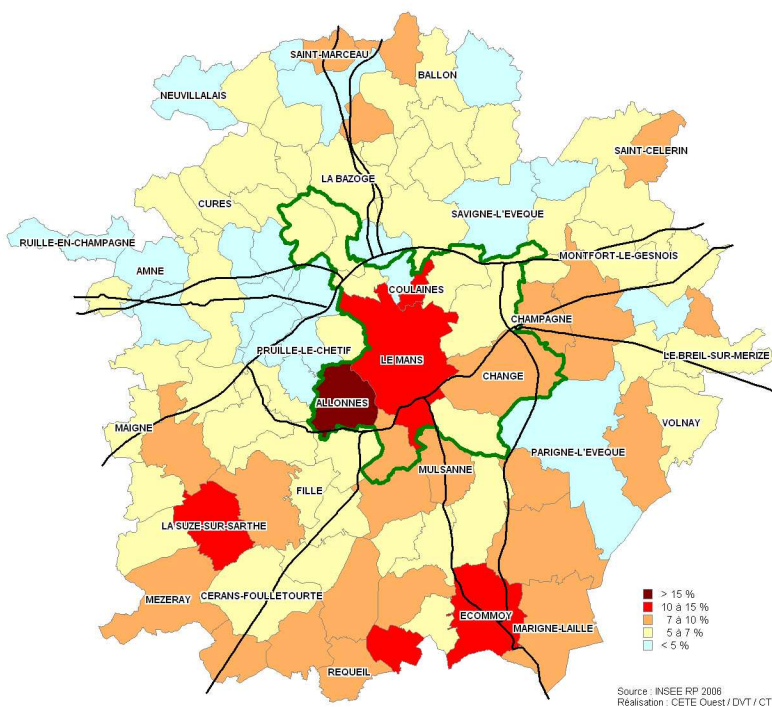 SAINT-MARCEAU
BALLON
NEUVILLALAIS
SAINT-CELERIN
LA BAZOGE
CURES
SAVIGNE-L'EVEQUE
RUILLE-EN-CHAMPAGNE
MONTFORT-LE-GESNOIS
AMNE
COULAINES
CHAMPAGNE
PRUILLE-LE-CHETIF
LE MANS
LE-BREIL-SUR-MERIZE
CHANGE
ALLONNES
VOLNAY
MAIGNE
PARIGNE-L'EVEQUE
MULSANNE
FILLE
LA SUZE-SUR-SARTHE
CERANS-FOULLETOURTE
MEZERAY
ECOMMOY
MARIGNE-LAILLE
REQUEIL
> 15 %
10 à 15 %
7 à 10 %
5 à 7 %
< 5 %
Source : INSEE RP 2006
Réalisation : CETE Ouest / DVT / CT